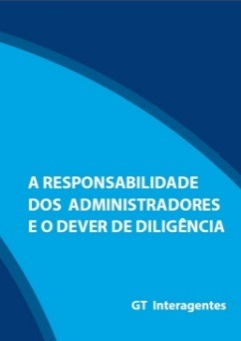 A RESPONSABILIDADE
DOS ADMINISTRADORES
E O DEVER DE DILIGÊNCIA
GT Interagentes